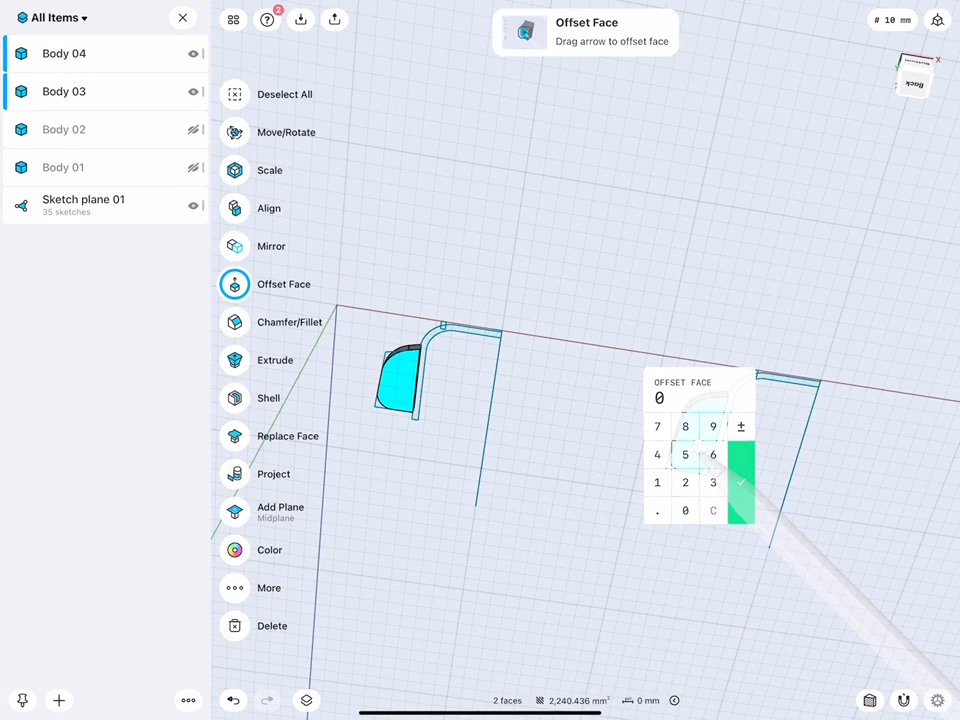 All Items
Body 04
Body 03
Body 02
Body 01
Sketch plane 01
35 sketches
2
Deselect All
Move/Rotate
Scale
Align
Mirror
Offset Face
Chamfer/Fillet
Extrude
Shell
Replace Face
Project
Add Plane
Midplane
Color
More
Delete
Offset Face
Drag arrow to offset face
# 10 mm
X
Bottom
Back
OFFSET FACE
0
7 8 9 ±
4 5 6
1 2 3 ✓
. 0 C
2 faces 2,240.436 mm² 0 mm